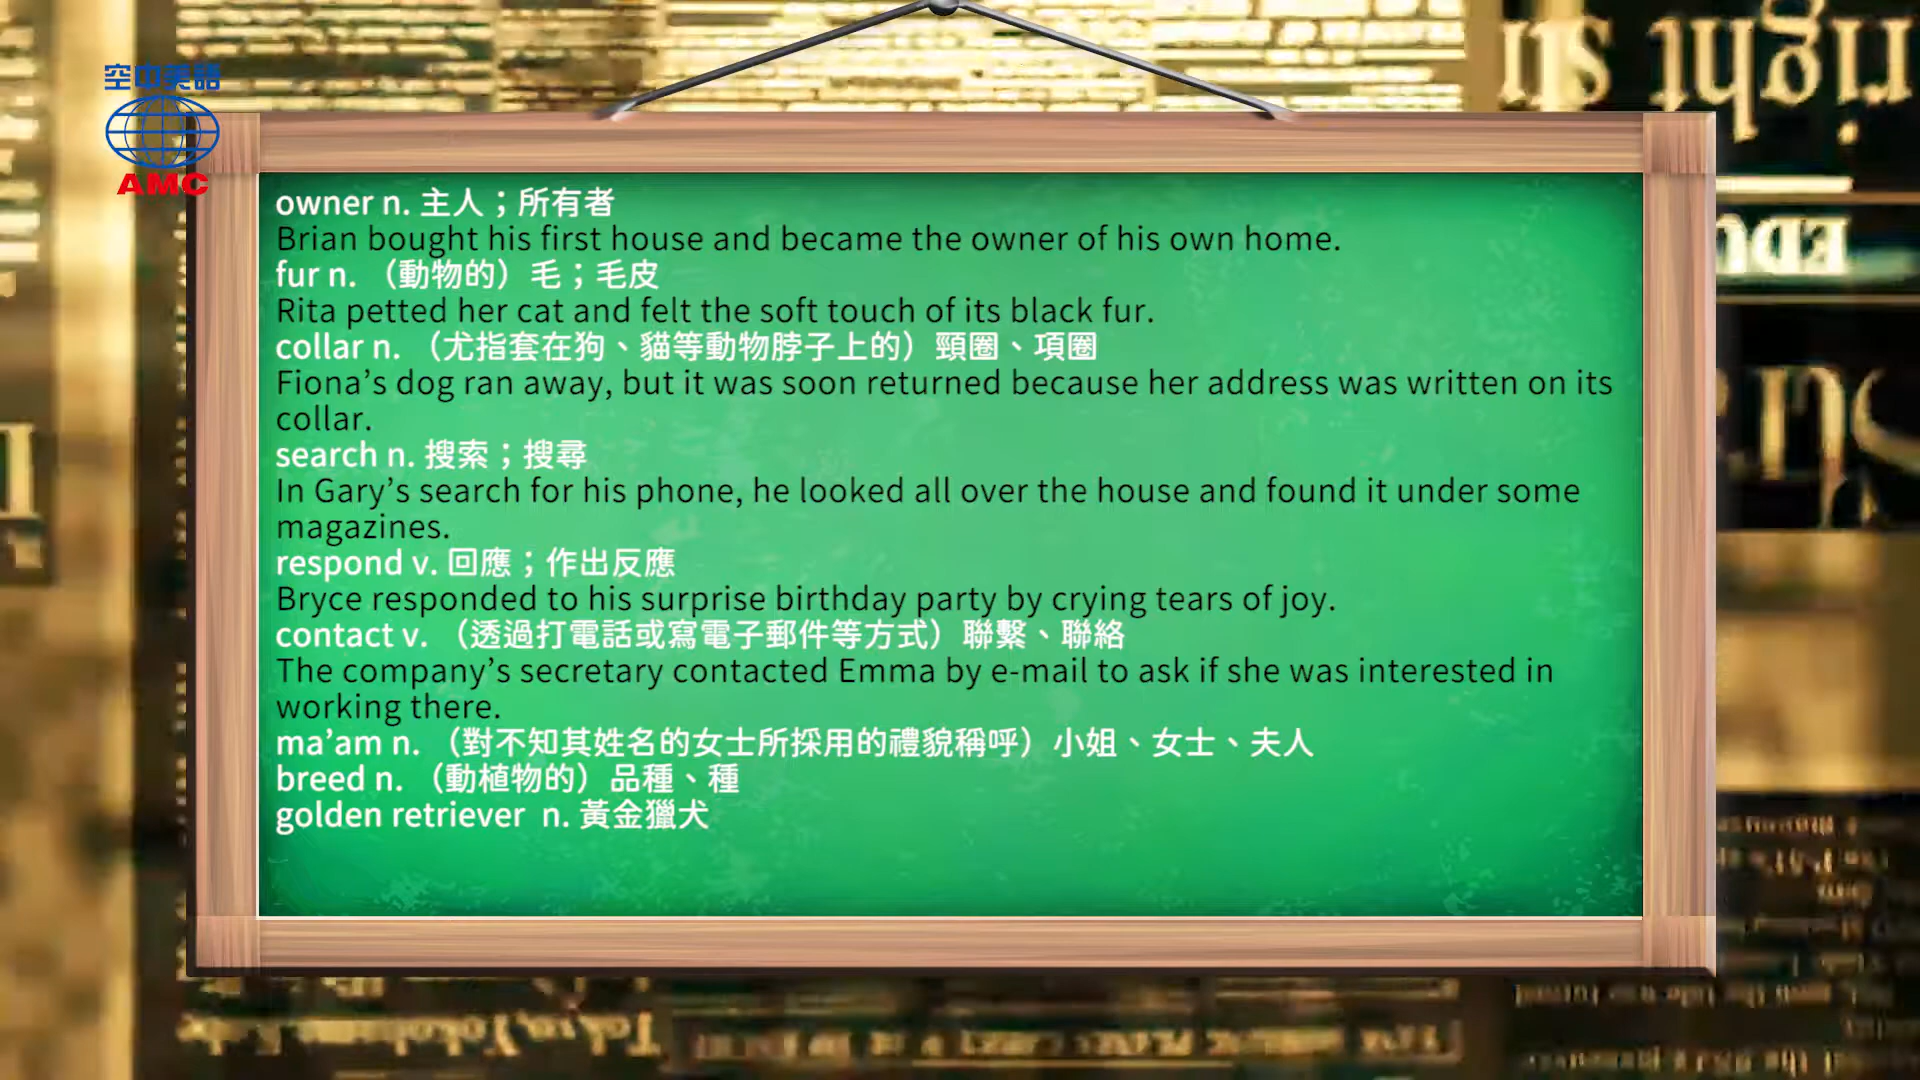 空中美語
AMC
owner n. 主人；所有者
Brian bought his first house and became the owner of his own home.
fur n. （動物的）毛；毛皮
Rita petted her cat and felt the soft touch of its black fur.
collar n. （尤指套在狗、貓等動物脖子上的）頸圈、項圈
Fiona’s dog ran away, but it was soon returned because her address was written on its
collar.
search n. 搜索；搜尋
In Gary’s search for his phone, he looked all over the house and found it under some
magazines.
respond v. 回應；作出反應
Bryce responded to his surprise birthday party by crying tears of joy.
contact v. （透過打電話或寫電子郵件等方式）聯繫、聯絡
The company’s secretary contacted Emma by e-mail to ask if she was interested in
working there.
ma’am n. （對不知其姓名的女士所採用的禮貌稱呼）小姐、女士、夫人
breed n. （動植物的）品種、種
golden retriever n. 黃金獵犬
right